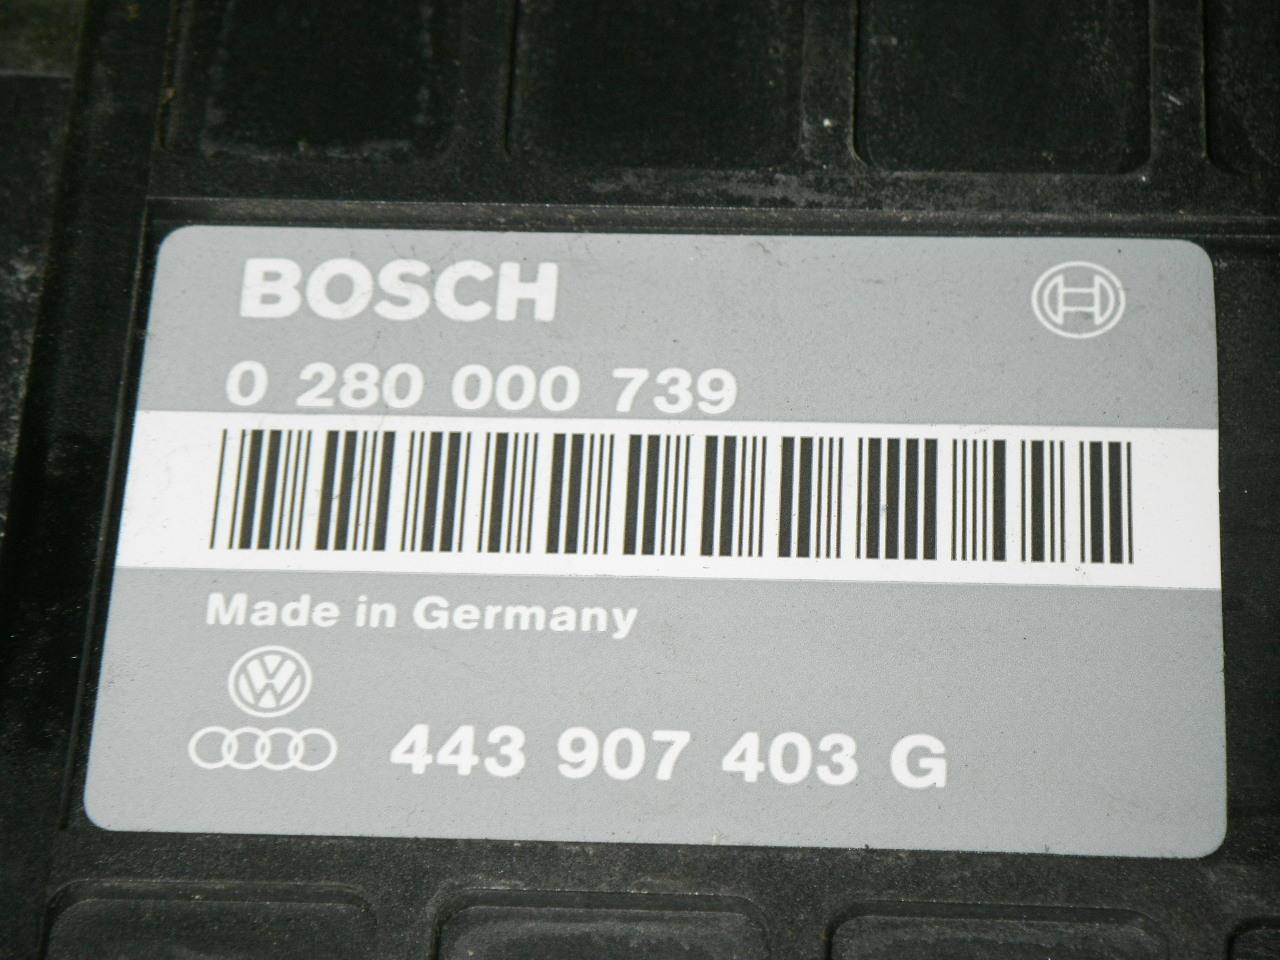 BOSCH
0 280 000 739
Made in Germany
443 907 403 G